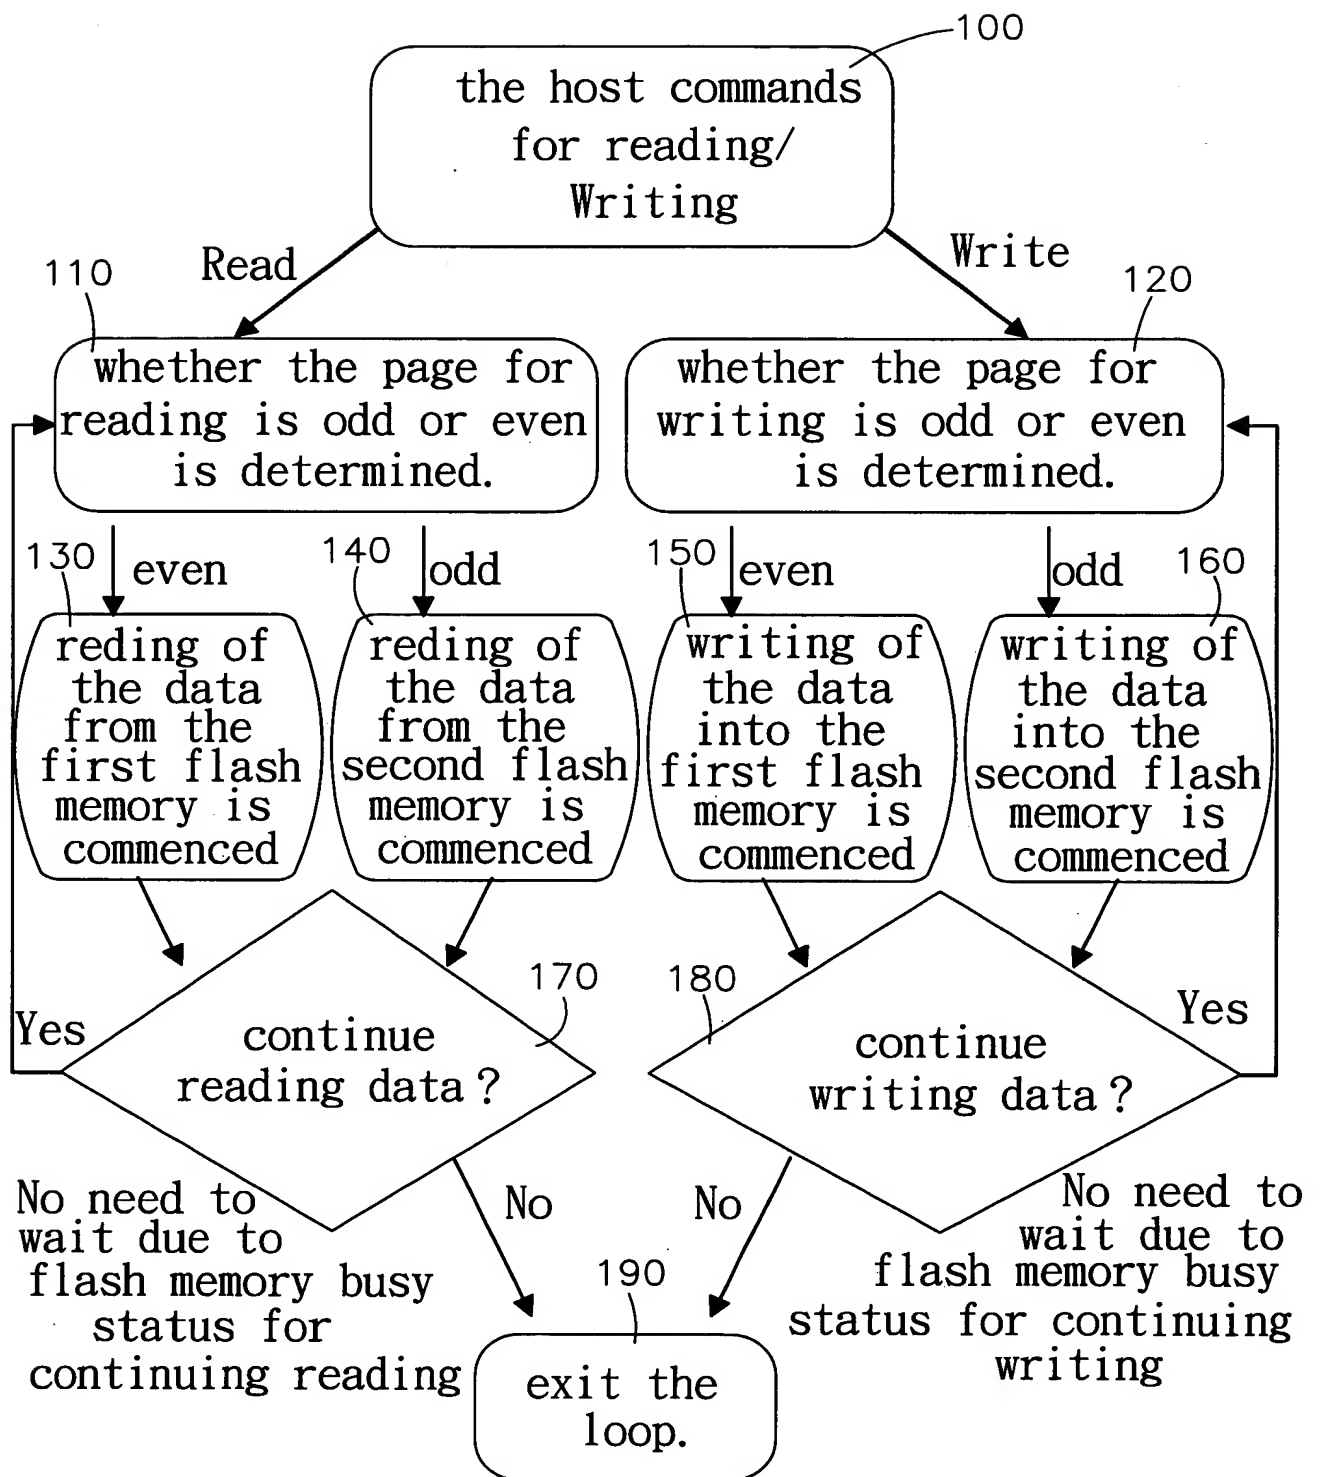 100
the host commands
for reading/
Writing
Read
Write
110
120
whether the page for
reading is odd or even
is determined.
whether the page for
writing is odd or even
is determined.
130
even
140
odd
150
even
160
odd
reding of
the data
from the
first flash
memory is
commenced
reding of
the data
from the
second flash
memory is
commenced
writing of
the data
into the
first flash
memory is
commenced
writing of
the data
into the
second flash
memory is
commenced
170
180
Yes
continue
reading data?
continue
writing data?
Yes
No need to
wait due to
flash memory busy
status for
continuing reading
No
No
No need to
wait due to
flash memory busy
status for continuing
writing
190
exit the
loop.